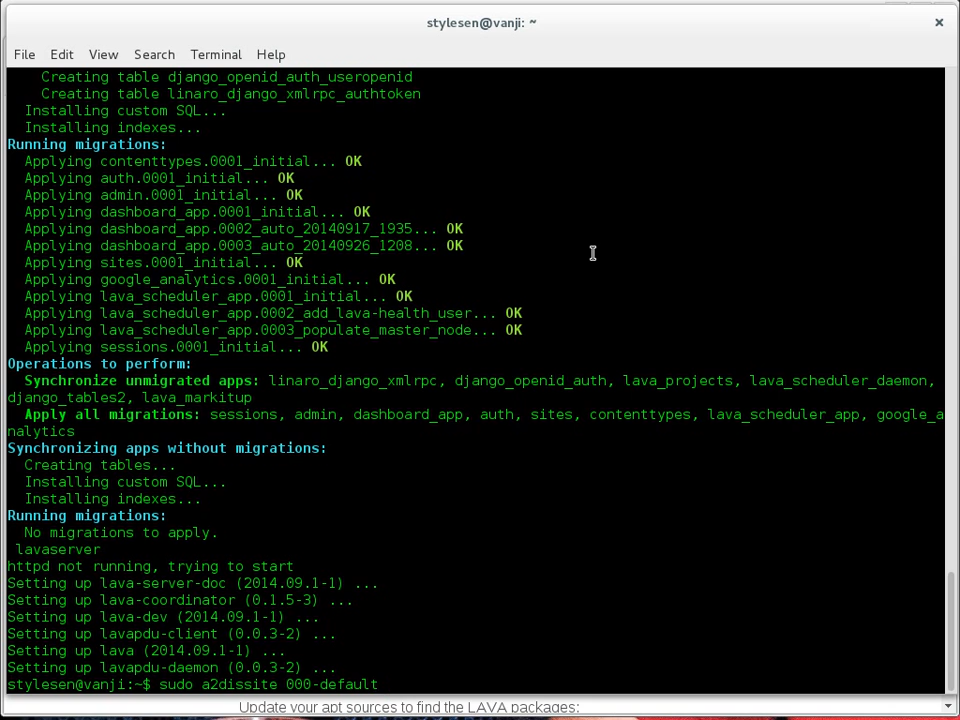 stylesen@vanji: ~
File Edit View Search Terminal Help
Creating table django_openid_auth_useropenid
Creating table linaro_django_xmlrpc_authtoken
Installing custom SQL...
Installing indexes...
Running migrations:
Applying contenttypes.0001_initial... OK
Applying auth.0001_initial... OK
Applying admin.0001_initial... OK
Applying dashboard_app.0001_initial... OK
Applying dashboard_app.0002_auto_20140917_1935... OK
Applying dashboard_app.0003_auto_20140926_1208... OK
Applying sites.0001_initial... OK
Applying google_analytics.0001_initial... OK
Applying lava_scheduler_app.0001_initial... OK
Applying lava_scheduler_app.0002_add_lava-health_user... OK
Applying lava_scheduler_app.0003_populate_master_node... OK
Applying sessions.0001_initial... OK
Operations to perform:
Synchronize unmigrated apps: linaro_django_xmlrpc, django_openid_auth, lava_projects, lava_scheduler_daemon,
django_tables2, lava_markitup
Apply all migrations: sessions, admin, dashboard_app, auth, sites, contenttypes, lava_scheduler_app, google_a
nalytics
Synchronizing apps without migrations:
Creating tables...
Installing custom SQL...
Installing indexes...
Running migrations:
No migrations to apply.
lavaserver
httpd not running, trying to start
Setting up lava-server-doc (2014.09.1-1) ...
Setting up lava-coordinator (0.1.5-3) ...
Setting up lava-dev (2014.09.1-1) ...
Setting up lavapdu-client (0.0.3-2) ...
Setting up lava (2014.09.1-1) ...
Setting up lavapdu-daemon (0.0.3-2) ...
stylesen@vanji:~$ sudo a2dissite 000-default
Update your apt sources to find the LAVA packages: